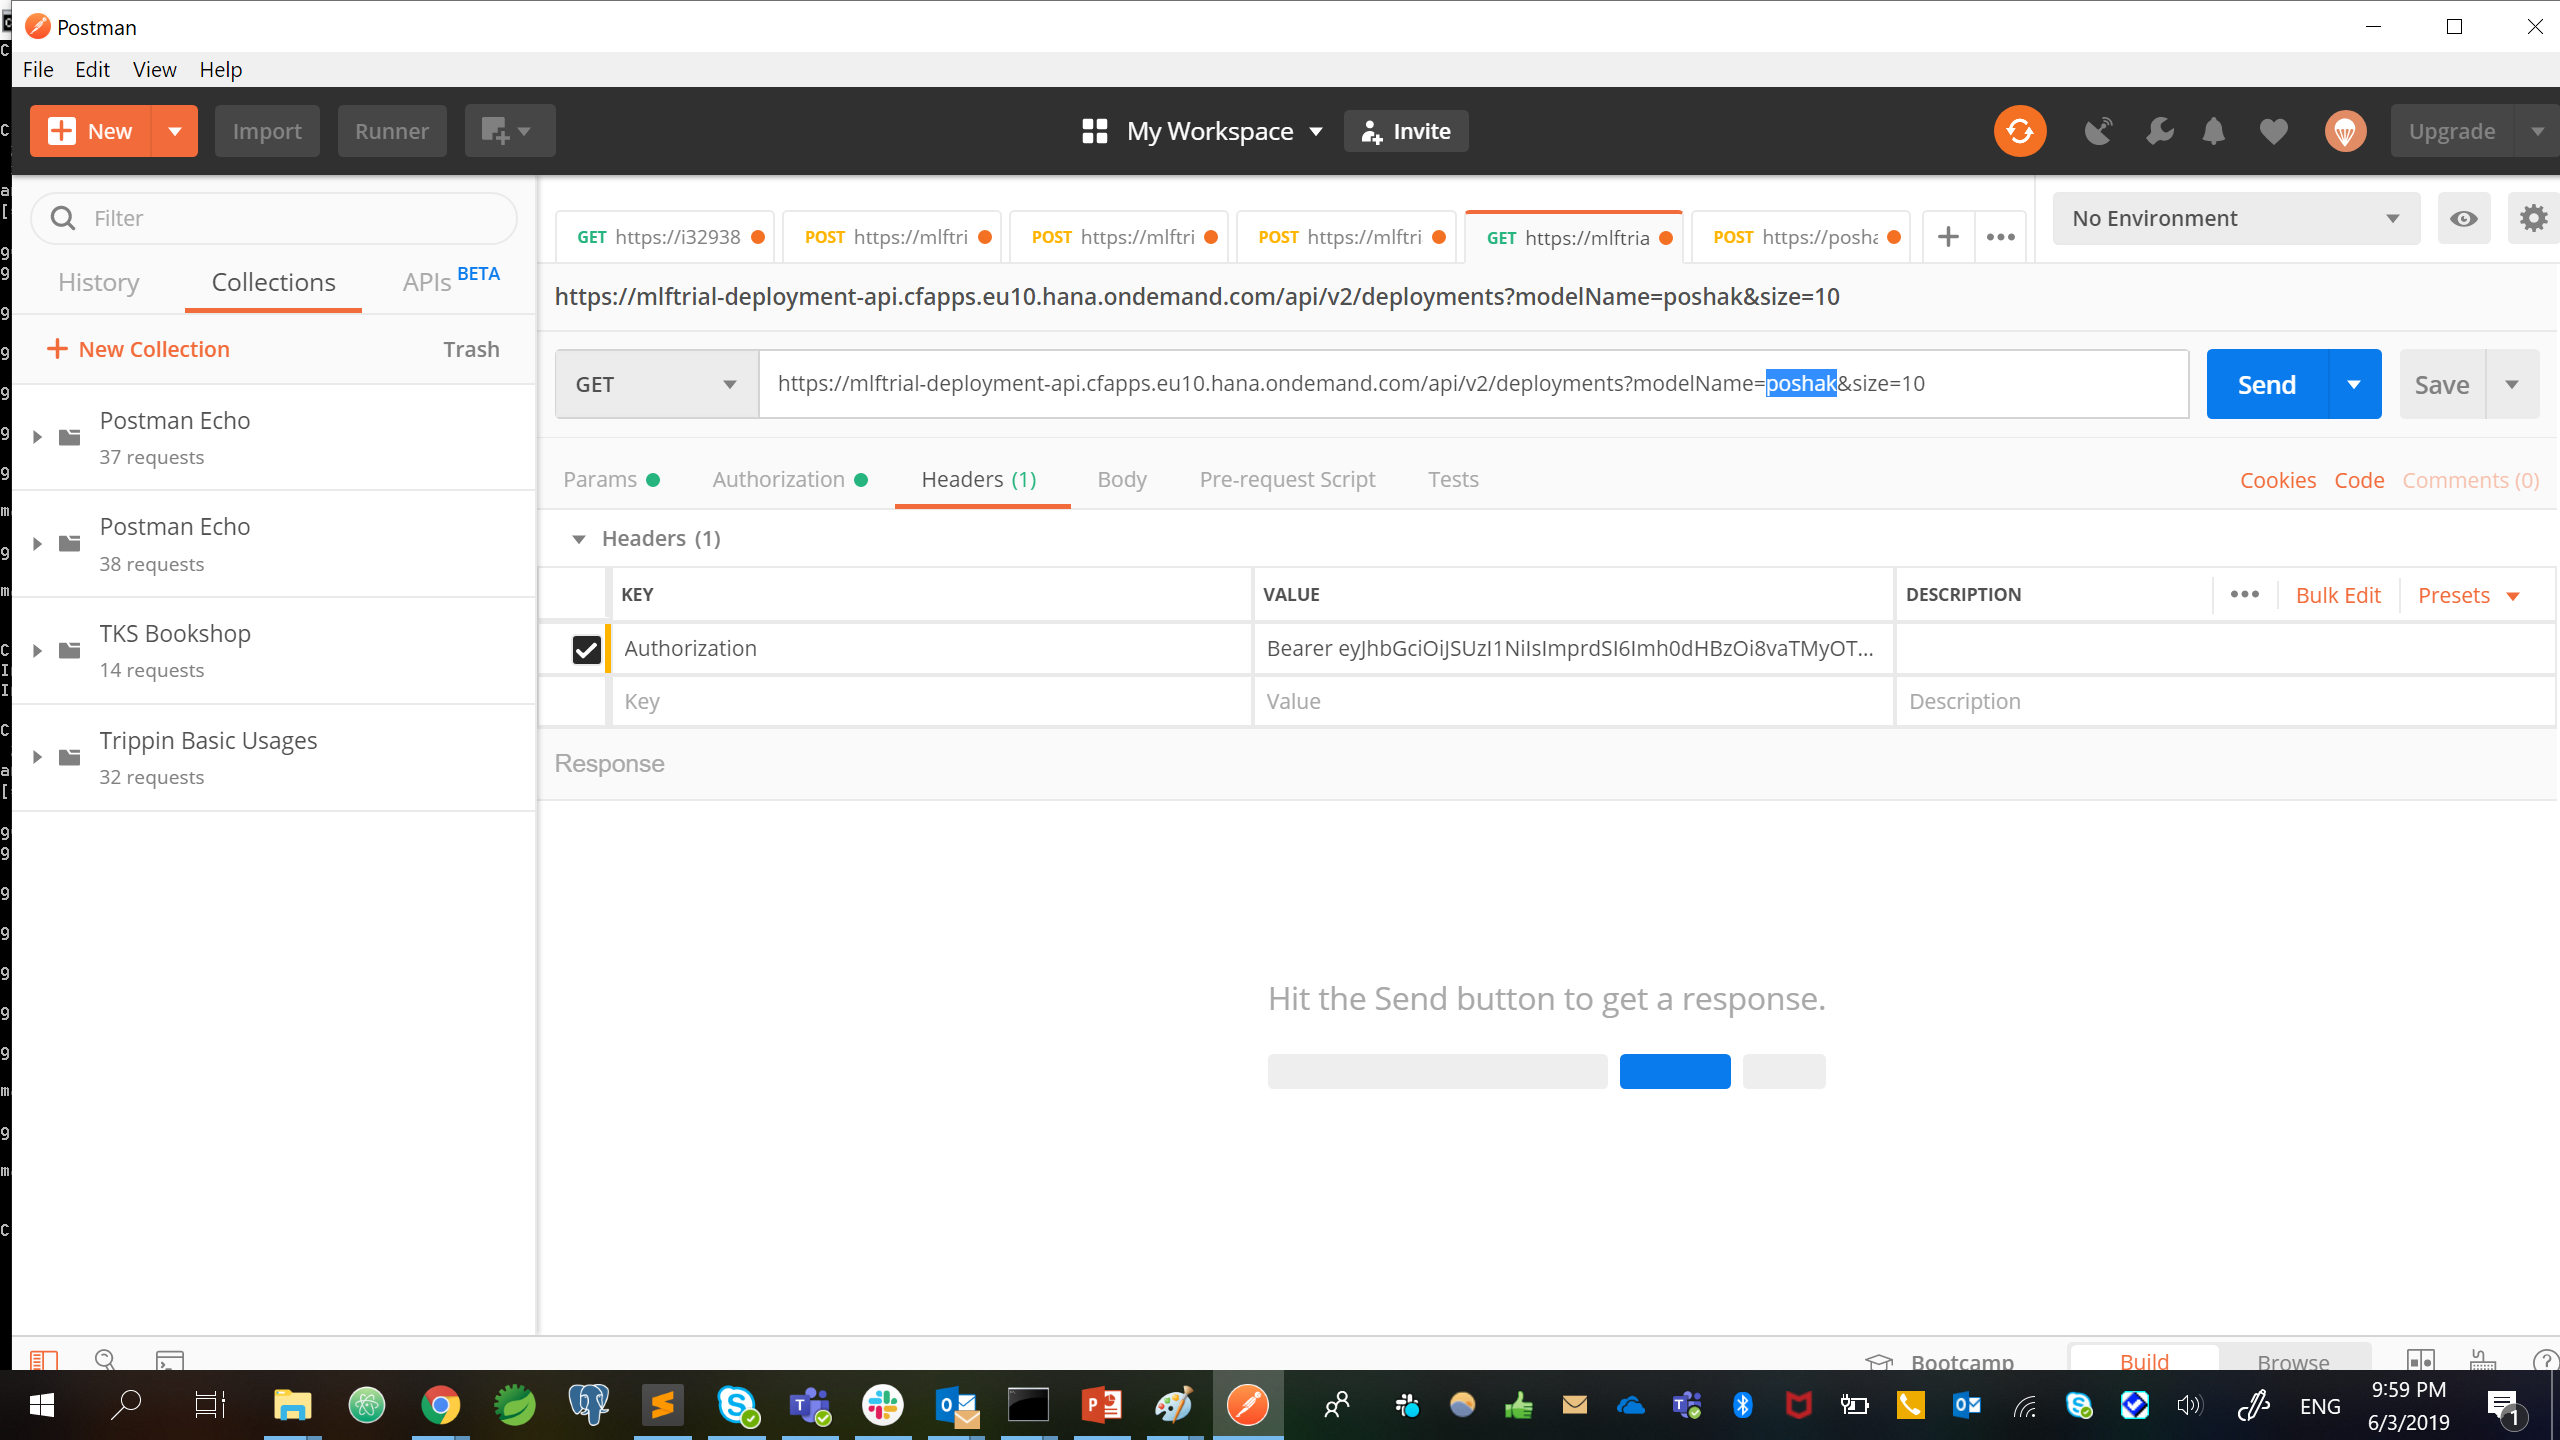 Postman
File Edit View Help
New Import Runner My Workspace Invite Upgrade
Filter
History Collections APIs BETA
+ New Collection Trash
Postman Echo
37 requests
Postman Echo
38 requests
TKS Bookshop
14 requests
Trippin Basic Usages
32 requests
GET https://i32938 POST https://mlftri POST https://mlftri POST https://mlftri GET https://mlftria POST https://posha + ••• No Environment
https://mlftrial-deployment-api.cfapps.eu10.hana.ondemand.com/api/v2/deployments?modelName=poshak&size=10
GET https://mlftrial-deployment-api.cfapps.eu10.hana.ondemand.com/api/v2/deployments?modelName=poshak&size=10 Send Save
Params Authorization Headers (1) Body Pre-request Script Tests Cookies Code Comments (0)
Headers (1)
KEY VALUE DESCRIPTION ••• Bulk Edit Presets
Authorization Bearer eyJhbGciOiJSUzI1NiIsImprdSI6Imh0dHBzOi8vaTMyOT...
Key Value Description
Response
Hit the Send button to get a response.
Bootcamp Build Browse
ENG 9:59 PM
6/3/2019 1